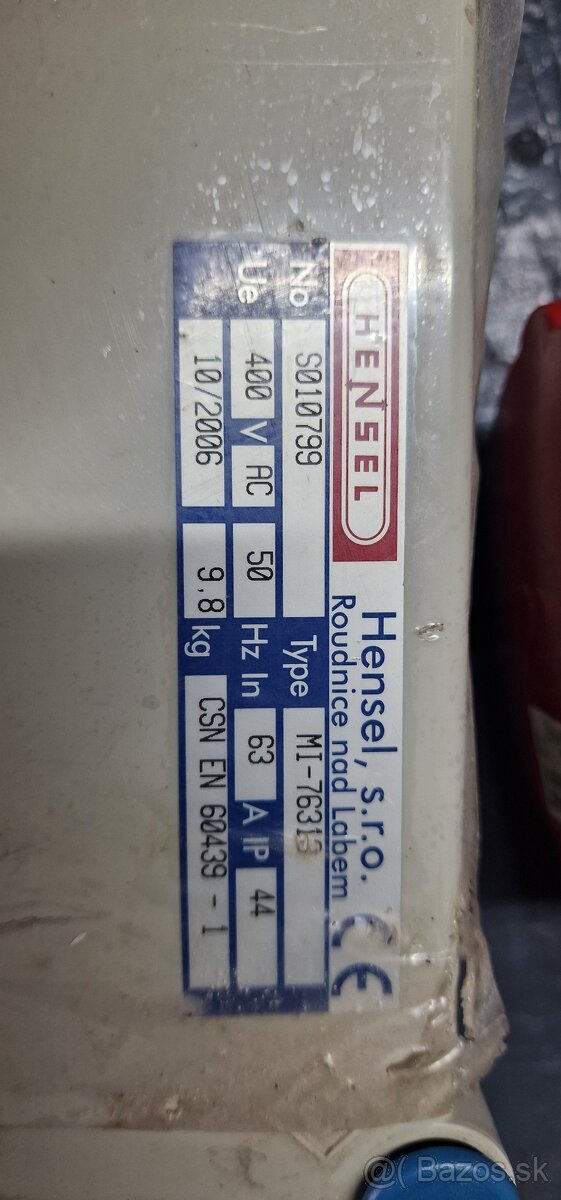 HENSEL
Hensel, s.r.o.
Roudnice nad Labem
CE
No S010799 Type MI-76313
Ue 400 V AC 50 Hz In 63 A IP 44
10/2006 9,8 kg CSN EN 60439 - 1
@( Bazos.sk